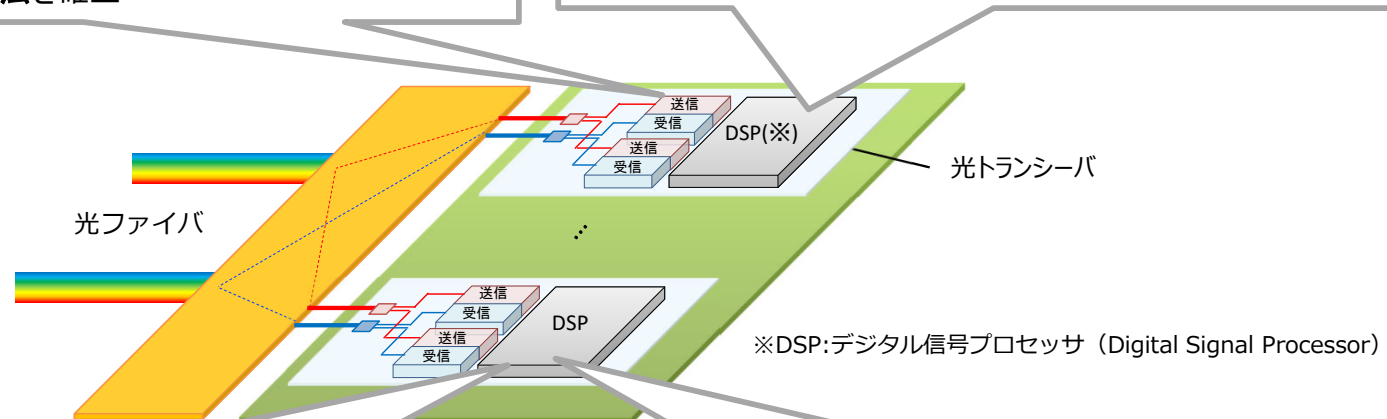 送信
受信
送信
受信
DSP(※)
光トランシーバ
光ファイバ
⋮
送信
受信
送信
受信
DSP
※DSP:デジタル信号プロセッサ（Digital Signal Processor）